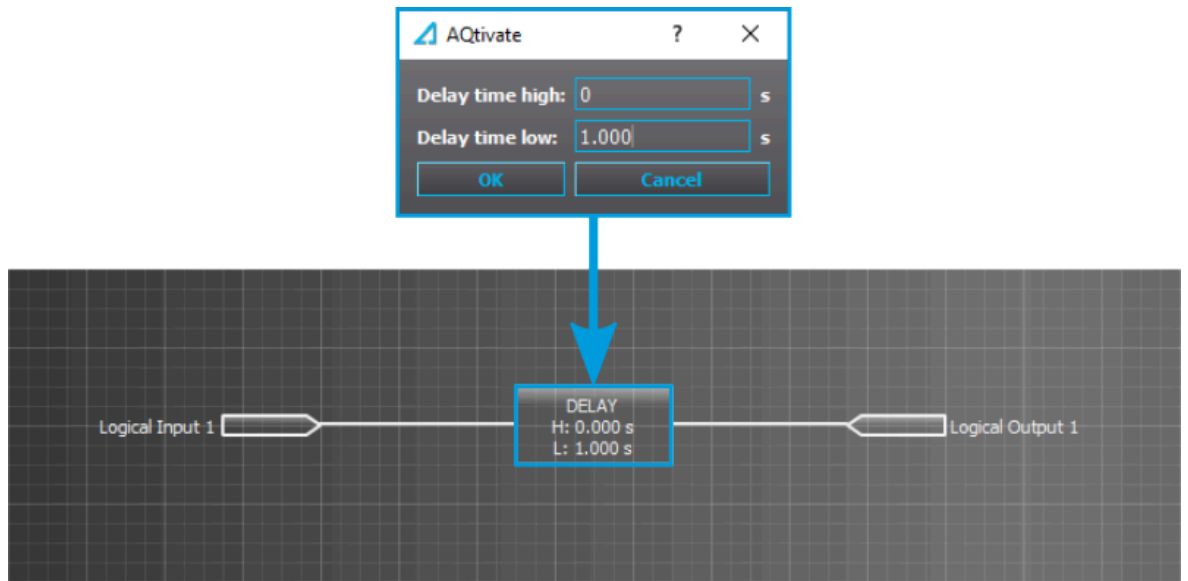 AQtivate ?
Delay time high: 0 s
Delay time low: 1.000 s
OK Cancel
DELAY
H: 0.000 s
L: 1.000 s
Logical Input 1
Logical Output 1